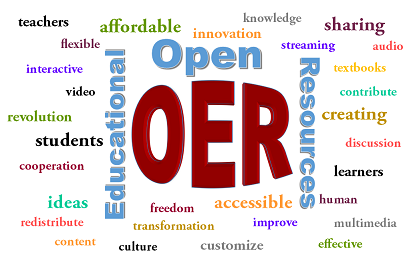 teachers
affordable
knowledge
sharing
flexible
innovation
streaming
audio
Open
interactive
textbooks
video
contribute
Educational
OER
Resources
revolution
creating
students
discussion
cooperation
learners
ideas
freedom
accessible
human
redistribute
transformation
improve
multimedia
content
culture
customize
effective